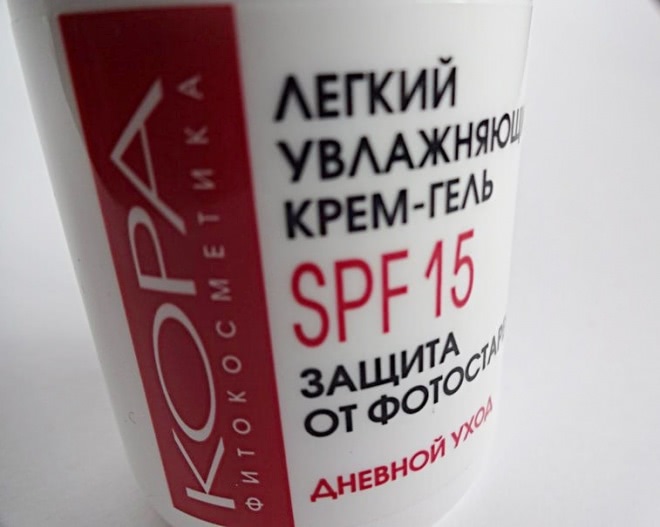 КОРА
ФИТОКОСМЕТИКА
ЛЕГКИЙ
УВЛАЖНЯЮЩ
КРЕМ-ГЕЛЬ
SPF 15
ЗАЩИТА
ОТ ФОТОСТАР
ДНЕВНОЙ УХОД